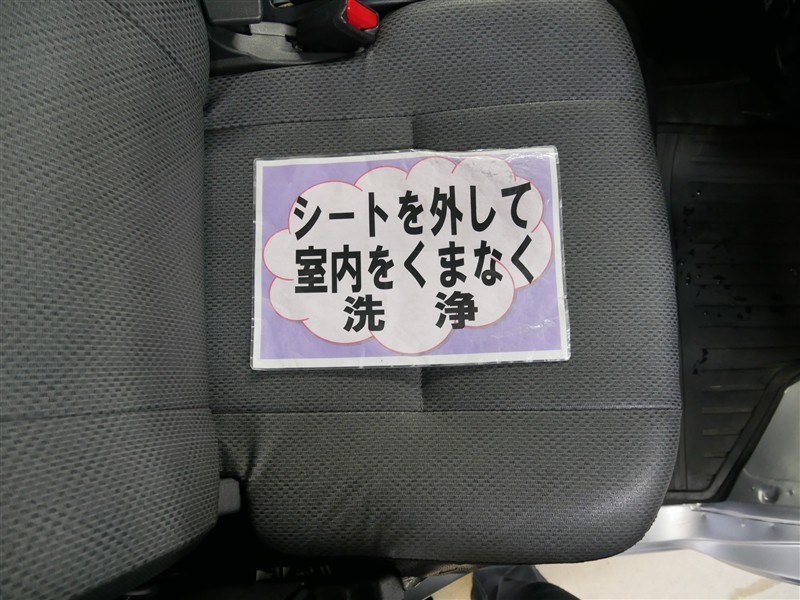 シートを外して
室内をくまなく
洗 浄